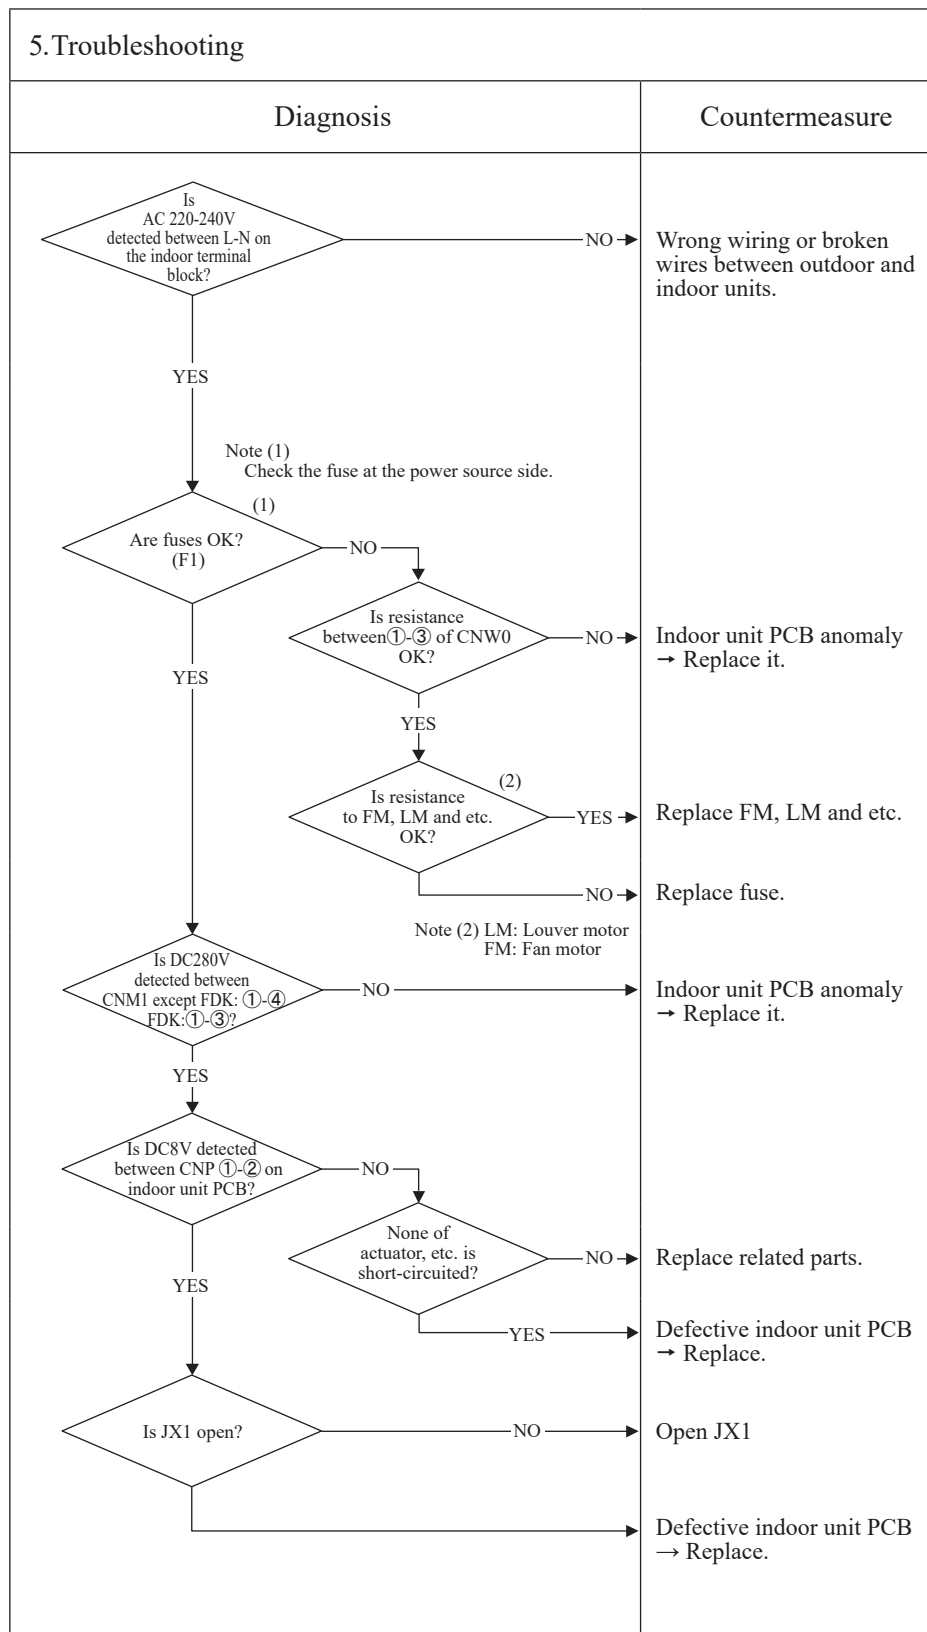 5.Troubleshooting
Diagnosis
Countermeasure
Is
AC 220-240V
detected between L-N on
the indoor terminal
block?
NO
Wrong wiring or broken
wires between outdoor and
indoor units.
YES
Note (1)
Check the fuse at the power source side.
(1)
Are fuses OK?
(F1)
NO
Is resistance
between①-③ of CNW0
OK?
NO
Indoor unit PCB anomaly
→ Replace it.
YES
YES
(2)
Is resistance
to FM, LM and etc.
OK?
YES
Replace FM, LM and etc.
NO
Replace fuse.
Note (2) LM: Louver motor
FM: Fan motor
Is DC280V
detected between
CNM1 except FDK: ①-④
FDK:①-③?
NO
Indoor unit PCB anomaly
→ Replace it.
YES
Is DC8V detected
between CNP ①-② on
indoor unit PCB?
NO
None of
actuator, etc. is
short-circuited?
NO
Replace related parts.
YES
YES
Defective indoor unit PCB
→ Replace.
Is JX1 open?
NO
Open JX1
Defective indoor unit PCB
→ Replace.